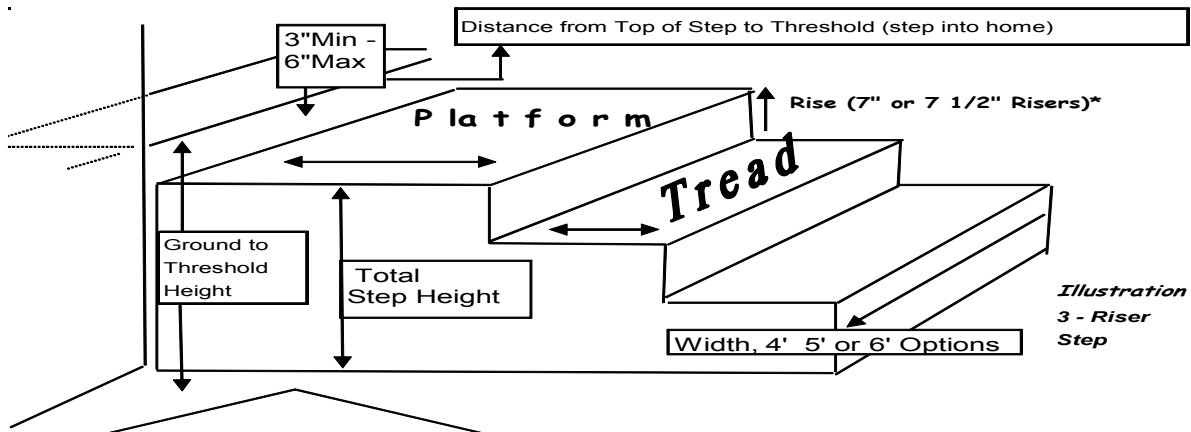 Distance from Top of Step to Threshold (step into home)
3"Min -
6"Max
Rise (7" or 7 1/2" Risers)*
Platform
Tread
Ground to
Threshold
Height
Total
Step Height
Width, 4' 5' or 6' Options
Illustration
3 - Riser
Step